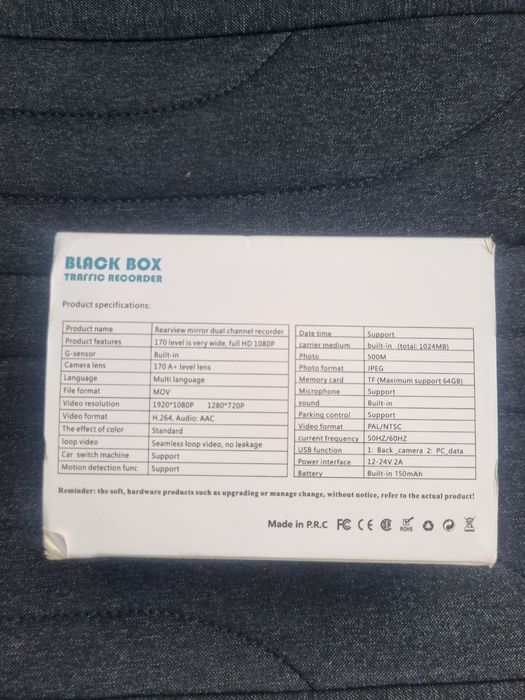 BLACK BOX
TRAFFIC RECORDER
Product specifications:
Product name Rearview mirror dual channel recorder
Product features 170 level is very wide, full HD 1080P
G-sensor Built-in
Camera lens 170 A+ level lens
Language Multi language
File format MOV
Video resolution 1920*1080P 1280*720P
Video format H.264, Audio: AAC
The effect of color Standard
loop video Seamless loop video, no leakage
Car switch machine Support
Motion detection func Support
Date time Support
carrier medium built-in (total: 1024MB)
Photo 500M
Photo format JPEG
Memory card TF (Maximum support 64GB)
Microphone Support
sound Built-in
Parking control Support
Video format PAL/NTSC
current frequency 50HZ/60HZ
USB function 1: Back_camera 2: PC_data
Power interface 12-24V 2A
Battery Built-in 150mAh
Reminder: the soft, hardware products such as upgrading or manage change, without notice, refer to the actual product!
Made in P.R.C FC CE ROHS